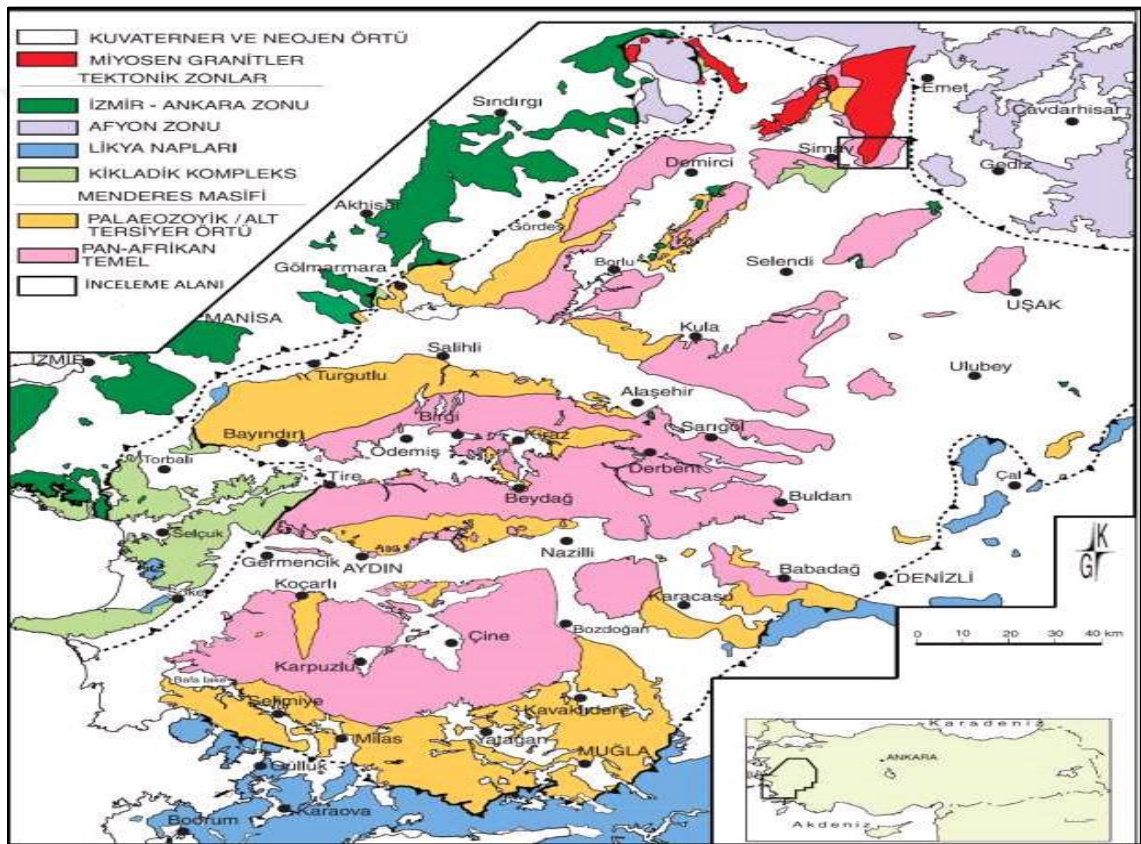 KUVATERNER VE NEOJEN ÖRTÜ
MİYOSEN GRANİTLER
TEKTONİK ZONLAR
İZMİR - ANKARA ZONU
AFYON ZONU
LİKYA NAPLARI
KİKLADİK KOMPLEKS
MENDERES MASİFİ
PALAEOZOYİK / ALT
TERSİYER ÖRTÜ
PAN-AFRİKAN
TEMEL
İNCELEME ALANI
Sındırgı
Emet
Çavdarhisar
Simav
Demirci
Gediz
Akhisar
Gördes
Borlu
Selendi
Gölmarmara
UŞAK
MANİSA
Kula
İZMİR
Salihli
Turgutlu
Ulubey
Alaşehir
Birgi
Bayındır
Kiraz
Sarıgöl
Ödemiş
Torbalı
Derbent
Tire
Beydağ
Çal
Buldan
Selçuk
Nazilli
Germencik
AYDIN
Babadağ
DENİZLİ
K
G
Söke
Koçarlı
Karacasu
Bozdoğan
0 10 20 30 40 km
Çine
Karpuzlu
Bafa lake
Selimiye
Kavaklıdere
Milas
Yatağan
MUĞLA
Güllük
Karaova
Bodrum
Karadeniz
ANKARA
Akdeniz